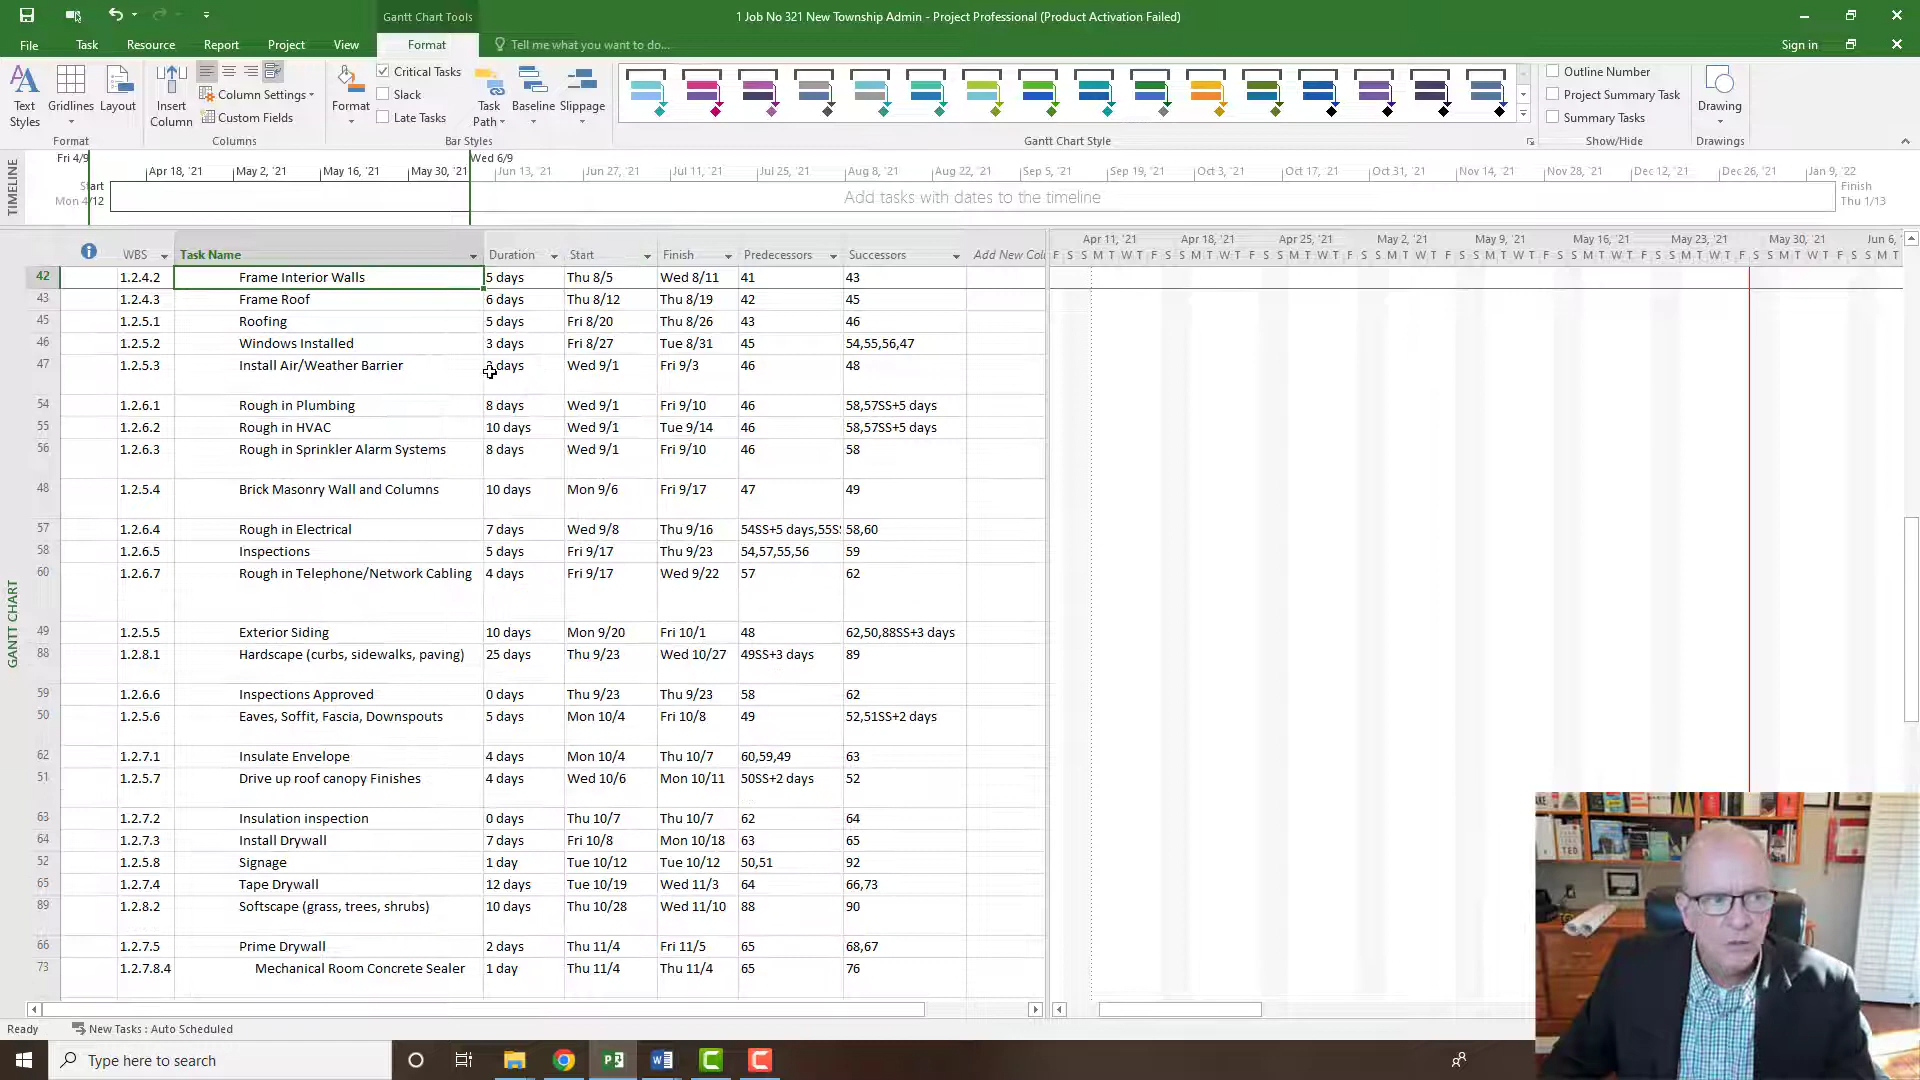 Gantt Chart Tools
1 Job No 321 New Township Admin - Project Professional (Product Activation Failed)
File Task Resource Report Project View Format Tell me what you want to do... Sign in
Text Styles
Gridlines
Layout
Format
Insert Column
Column Settings
Custom Fields
Columns
Format
Critical Tasks
Slack
Late Tasks
Task Path
Baseline
Slippage
Bar Styles
Gantt Chart Style
Outline Number
Project Summary Task
Summary Tasks
Show/Hide
Drawing
Drawings
TIMELINE
Fri 4/9 Wed 6/9
Apr 18, '21 May 2, '21 May 16, '21 May 30, '21 Jun 13, '21 Jun 27, '21 Jul 11, '21 Jul 25, '21 Aug 8, '21 Aug 22, '21 Sep 5, '21 Sep 19, '21 Oct 3, '21 Oct 17, '21 Oct 31, '21 Nov 14, '21 Nov 28, '21 Dec 12, '21 Dec 26, '21 Jan 9, '22
Start
Mon 4/12
Add tasks with dates to the timeline
Finish
Thu 1/13
GANTT CHART
WBS Task Name Duration Start Finish Predecessors Successors Add New Col
Apr 11, '21 Apr 18, '21 Apr 25, '21 May 2, '21 May 9, '21 May 16, '21 May 23, '21 May 30, '21 Jun 6, '
F S S M T W T F S S M T W T F S S M T W T F S S M T W T F S S M T W T F S S M T W T F S S M T W T F S S M T W T F S S M T
42 1.2.4.2 Frame Interior Walls 5 days Thu 8/5 Wed 8/11 41 43
43 1.2.4.3 Frame Roof 6 days Thu 8/12 Thu 8/19 42 45
45 1.2.5.1 Roofing 5 days Fri 8/20 Thu 8/26 43 46
46 1.2.5.2 Windows Installed 3 days Fri 8/27 Tue 8/31 45 54,55,56,47
47 1.2.5.3 Install Air/Weather Barrier days Wed 9/1 Fri 9/3 46 48
54 1.2.6.1 Rough in Plumbing 8 days Wed 9/1 Fri 9/10 46 58,57SS+5 days
55 1.2.6.2 Rough in HVAC 10 days Wed 9/1 Tue 9/14 46 58,57SS+5 days
56 1.2.6.3 Rough in Sprinkler Alarm Systems 8 days Wed 9/1 Fri 9/10 46 58
48 1.2.5.4 Brick Masonry Wall and Columns 10 days Mon 9/6 Fri 9/17 47 49
57 1.2.6.4 Rough in Electrical 7 days Wed 9/8 Thu 9/16 54SS+5 days,55S 58,60
58 1.2.6.5 Inspections 5 days Fri 9/17 Thu 9/23 54,57,55,56 59
60 1.2.6.7 Rough in Telephone/Network Cabling 4 days Fri 9/17 Wed 9/22 57 62
49 1.2.5.5 Exterior Siding 10 days Mon 9/20 Fri 10/1 48 62,50,88SS+3 days
88 1.2.8.1 Hardscape (curbs, sidewalks, paving) 25 days Thu 9/23 Wed 10/27 49SS+3 days 89
59 1.2.6.6 Inspections Approved 0 days Thu 9/23 Thu 9/23 58 62
50 1.2.5.6 Eaves, Soffit, Fascia, Downspouts 5 days Mon 10/4 Fri 10/8 49 52,51SS+2 days
62 1.2.7.1 Insulate Envelope 4 days Mon 10/4 Thu 10/7 60,59,49 63
51 1.2.5.7 Drive up roof canopy Finishes 4 days Wed 10/6 Mon 10/11 50SS+2 days 52
63 1.2.7.2 Insulation inspection 0 days Thu 10/7 Thu 10/7 62 64
64 1.2.7.3 Install Drywall 7 days Fri 10/8 Mon 10/18 63 65
52 1.2.5.8 Signage 1 day Tue 10/12 Tue 10/12 50,51 92
65 1.2.7.4 Tape Drywall 12 days Tue 10/19 Wed 11/3 64 66,73
89 1.2.8.2 Softscape (grass, trees, shrubs) 10 days Thu 10/28 Wed 11/10 88 90
66 1.2.7.5 Prime Drywall 2 days Thu 11/4 Fri 11/5 65 68,67
73 1.2.7.8.4 Mechanical Room Concrete Sealer 1 day Thu 11/4 Thu 11/4 65 76
Ready New Tasks : Auto Scheduled
Type here to search